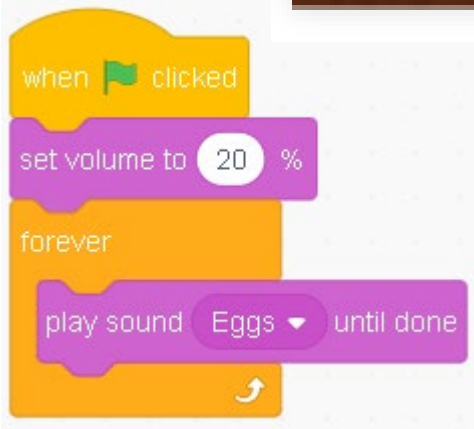 when clicked
set volume to 20 %
forever
play sound Eggs until done